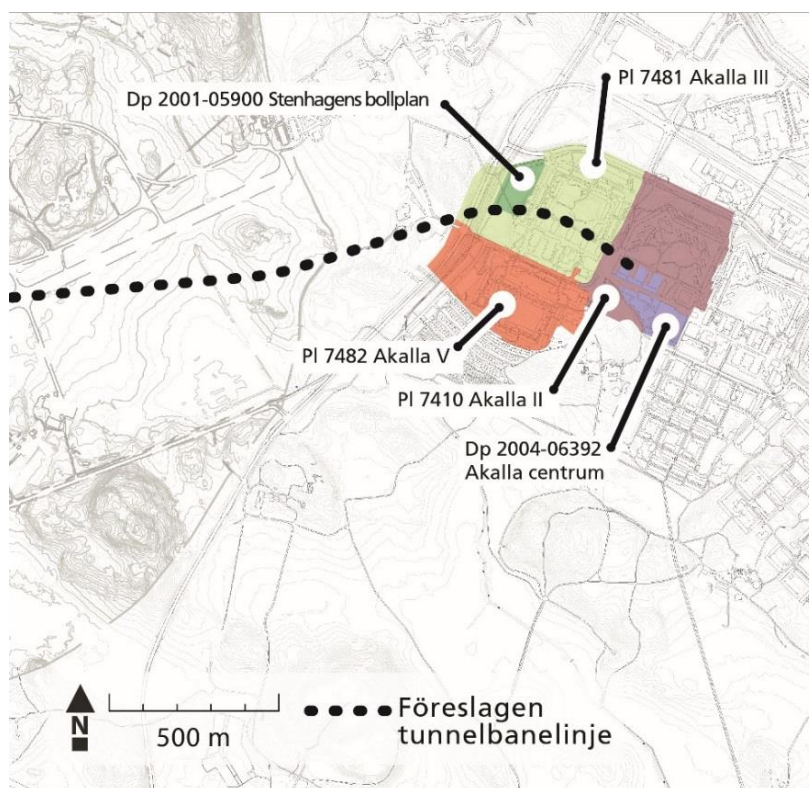 Pl 7481 Akalla III
Dp 2001-05900 Stenhagens bollplan
Pl 7482 Akalla V
Pl 7410 Akalla II
Dp 2004-06392
Akalla centrum
N
500 m
Föreslagen
tunnelbanelinje